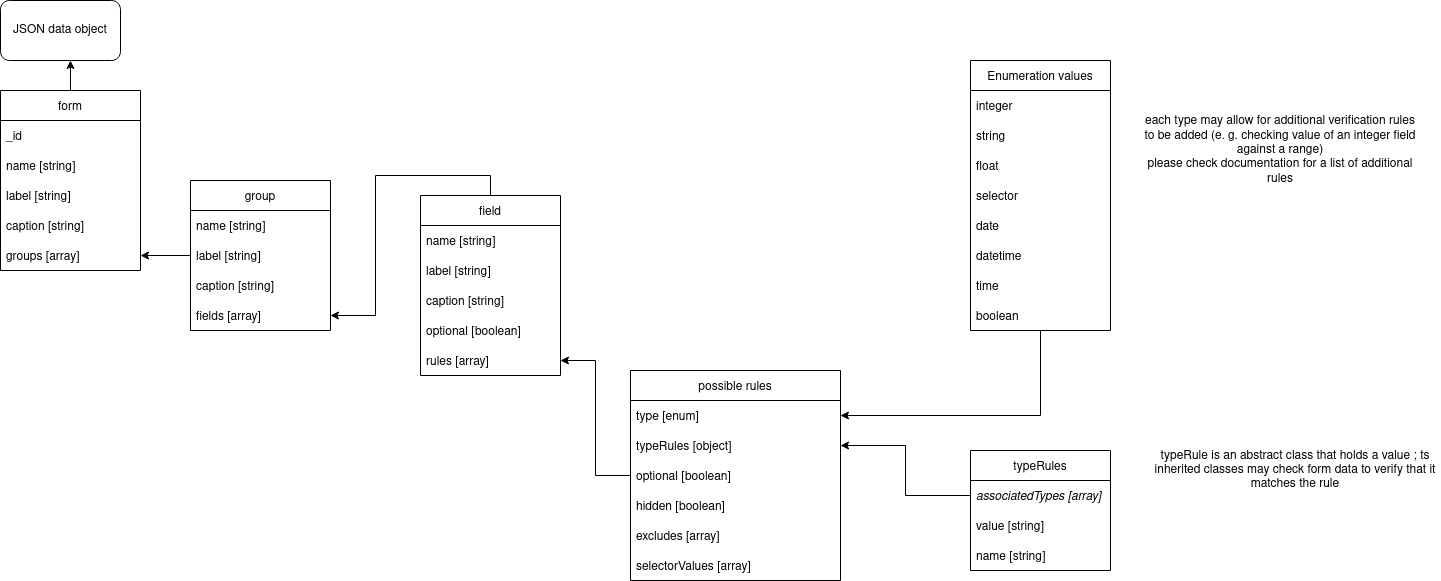 JSON data object
form
_id
name [string]
label [string]
caption [string]
groups [array]
group
name [string]
label [string]
caption [string]
fields [array]
field
name [string]
label [string]
caption [string]
optional [boolean]
rules [array]
possible rules
type [enum]
typeRules [object]
optional [boolean]
hidden [boolean]
excludes [array]
selectorValues [array]
Enumeration values
integer
string
float
selector
date
datetime
time
boolean
each type may allow for additional verification rules
to be added (e. g. checking value of an integer field
against a range)
please check documentation for a list of additional
rules
typeRules
associatedTypes [array]
value [string]
name [string]
typeRule is an abstract class that holds a value ; ts
inherited classes may check form data to verify that it
matches the rule